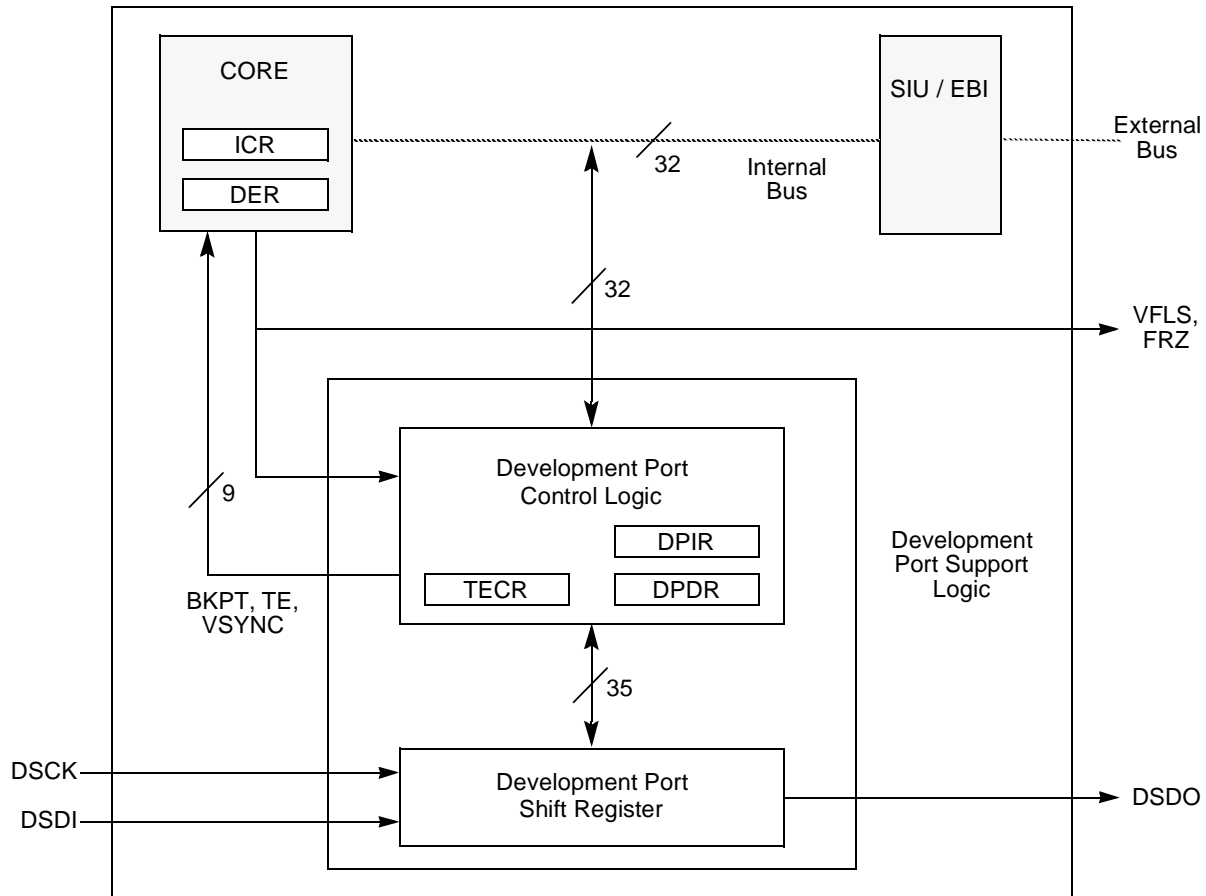 CORE
ICR
DER
SIU / EBI
External
Bus
32
Internal
Bus
32
VFLS,
FRZ
9
Development Port
Control Logic
DPIR
TECR
DPDR
Development
Port Support
Logic
BKPT, TE,
VSYNC
35
DSCK
DSDI
Development Port
Shift Register
DSDO